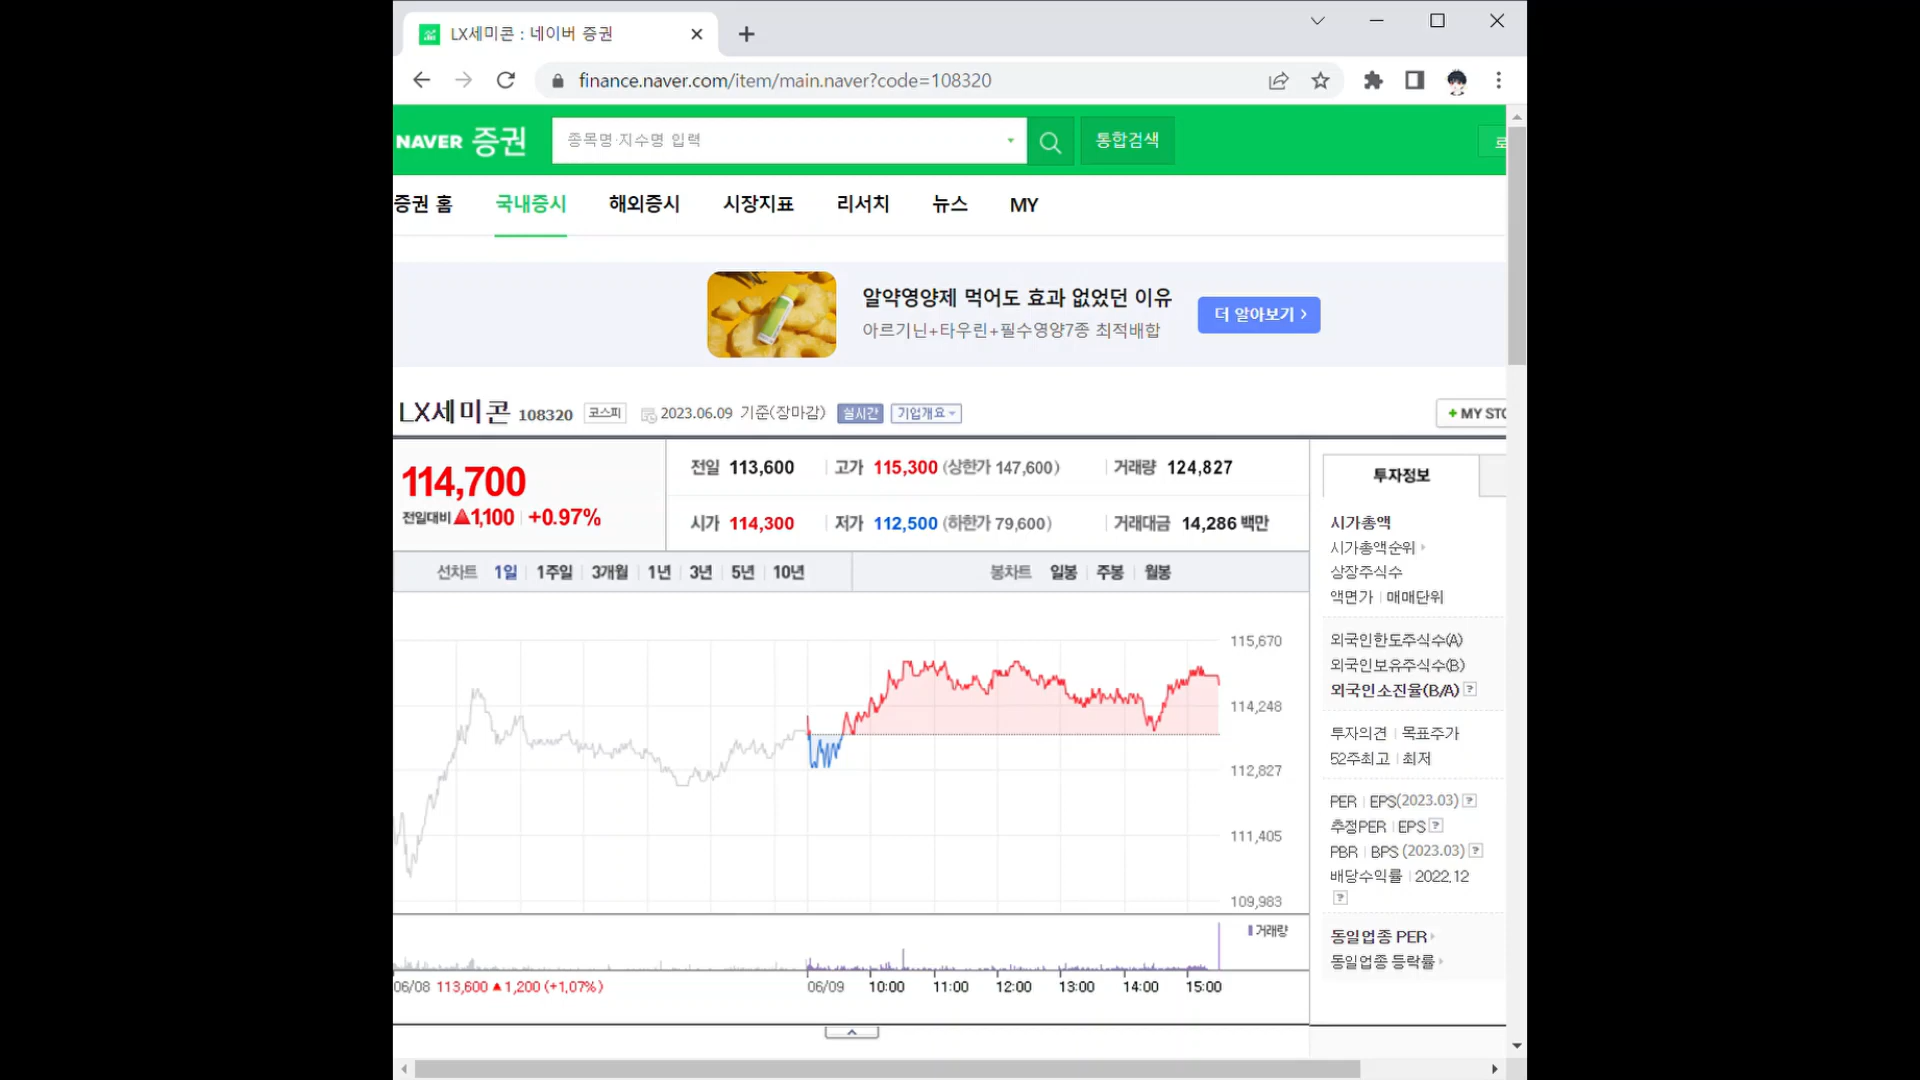 LX세미콘 : 네이버 증권
finance.naver.com/item/main.naver?code=108320
NAVER 증권
종목명·지수명 입력
통합검색
로
증권 홈 국내증시 해외증시 시장지표 리서치 뉴스 MY
알약영양제 먹어도 효과 없었던 이유
아르기닌+타우린+필수영양7종 최적배합
더 알아보기 >
LX세미콘 108320 코스피 2023.06.09 기준(장마감) 실시간 기업개요
+ MY STO
114,700
전일대비 ▲1,100 | +0.97%
전일 113,600 | 고가 115,300 (상한가 147,600) | 거래량 124,827
시가 114,300 | 저가 112,500 (하한가 79,600) | 거래대금 14,286 백만
선차트 1일 1주일 3개월 1년 3년 5년 10년
봉차트 일봉 주봉 월봉
115,670
114,248
112,827
111,405
109,983
거래량
06/08 113,600 ▲1,200 (+1.07%)
06/09 10:00 11:00 12:00 13:00 14:00 15:00
투자정보
시가총액
시가총액순위
상장주식수
액면가 | 매매단위
외국인한도주식수(A)
외국인보유주식수(B)
외국인소진율(B/A) ?
투자의견 | 목표주가
52주최고 | 최저
PER | EPS(2023.03) ?
추정PER | EPS ?
PBR | BPS (2023.03) ?
배당수익률 | 2022.12
?
동일업종 PER
동일업종 등락률